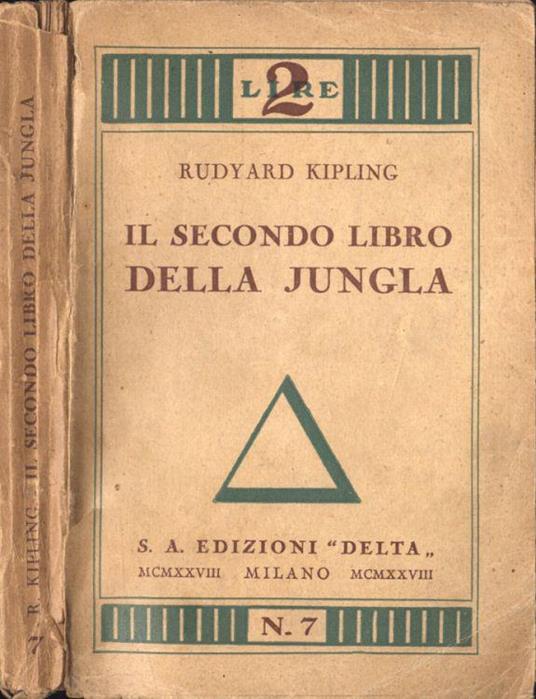 2
LIRE
RUDYARD KIPLING
IL SECONDO LIBRO
DELLA JUNGLA
S. A. EDIZIONI "DELTA„
MCMXXVIII MILANO MCMXXVIII
N. 7
R. KIPLING - IL SECONDO LIBRO DELLA JUNGLA
7